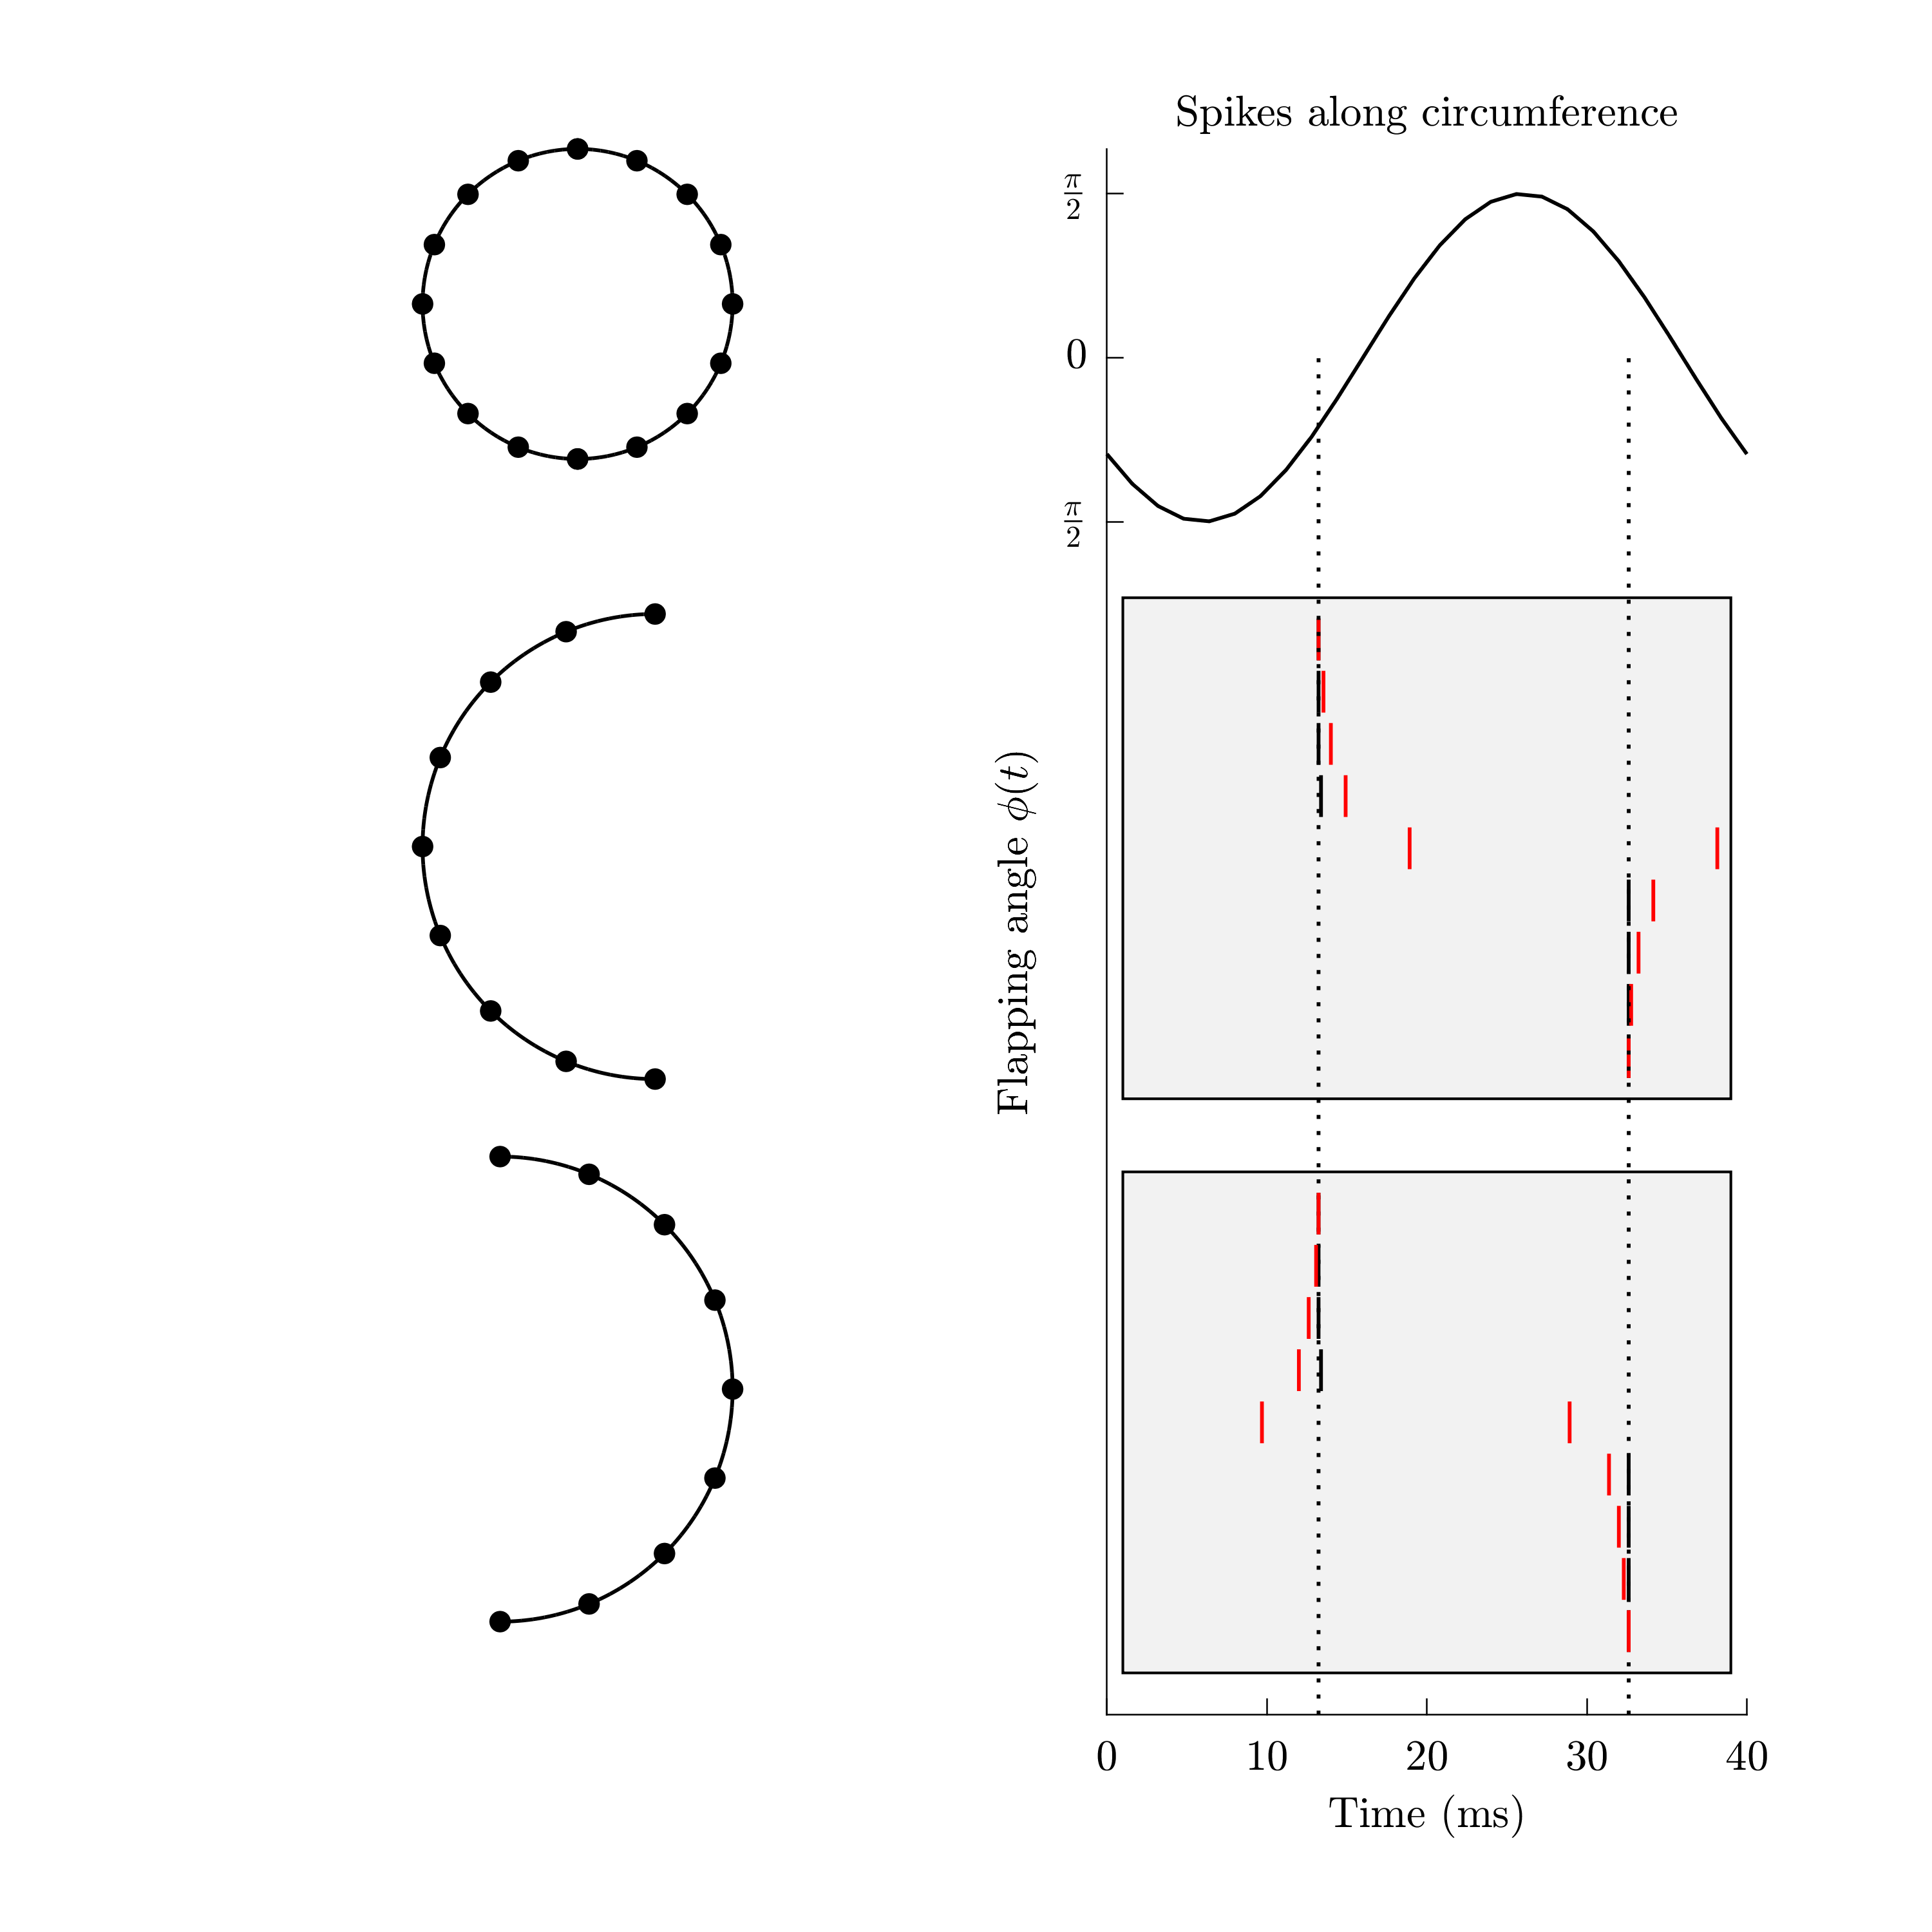 Spikes along circumference
π/2
0
π/2
Flapping angle ϕ(t)
0 10 20 30 40
Time (ms)